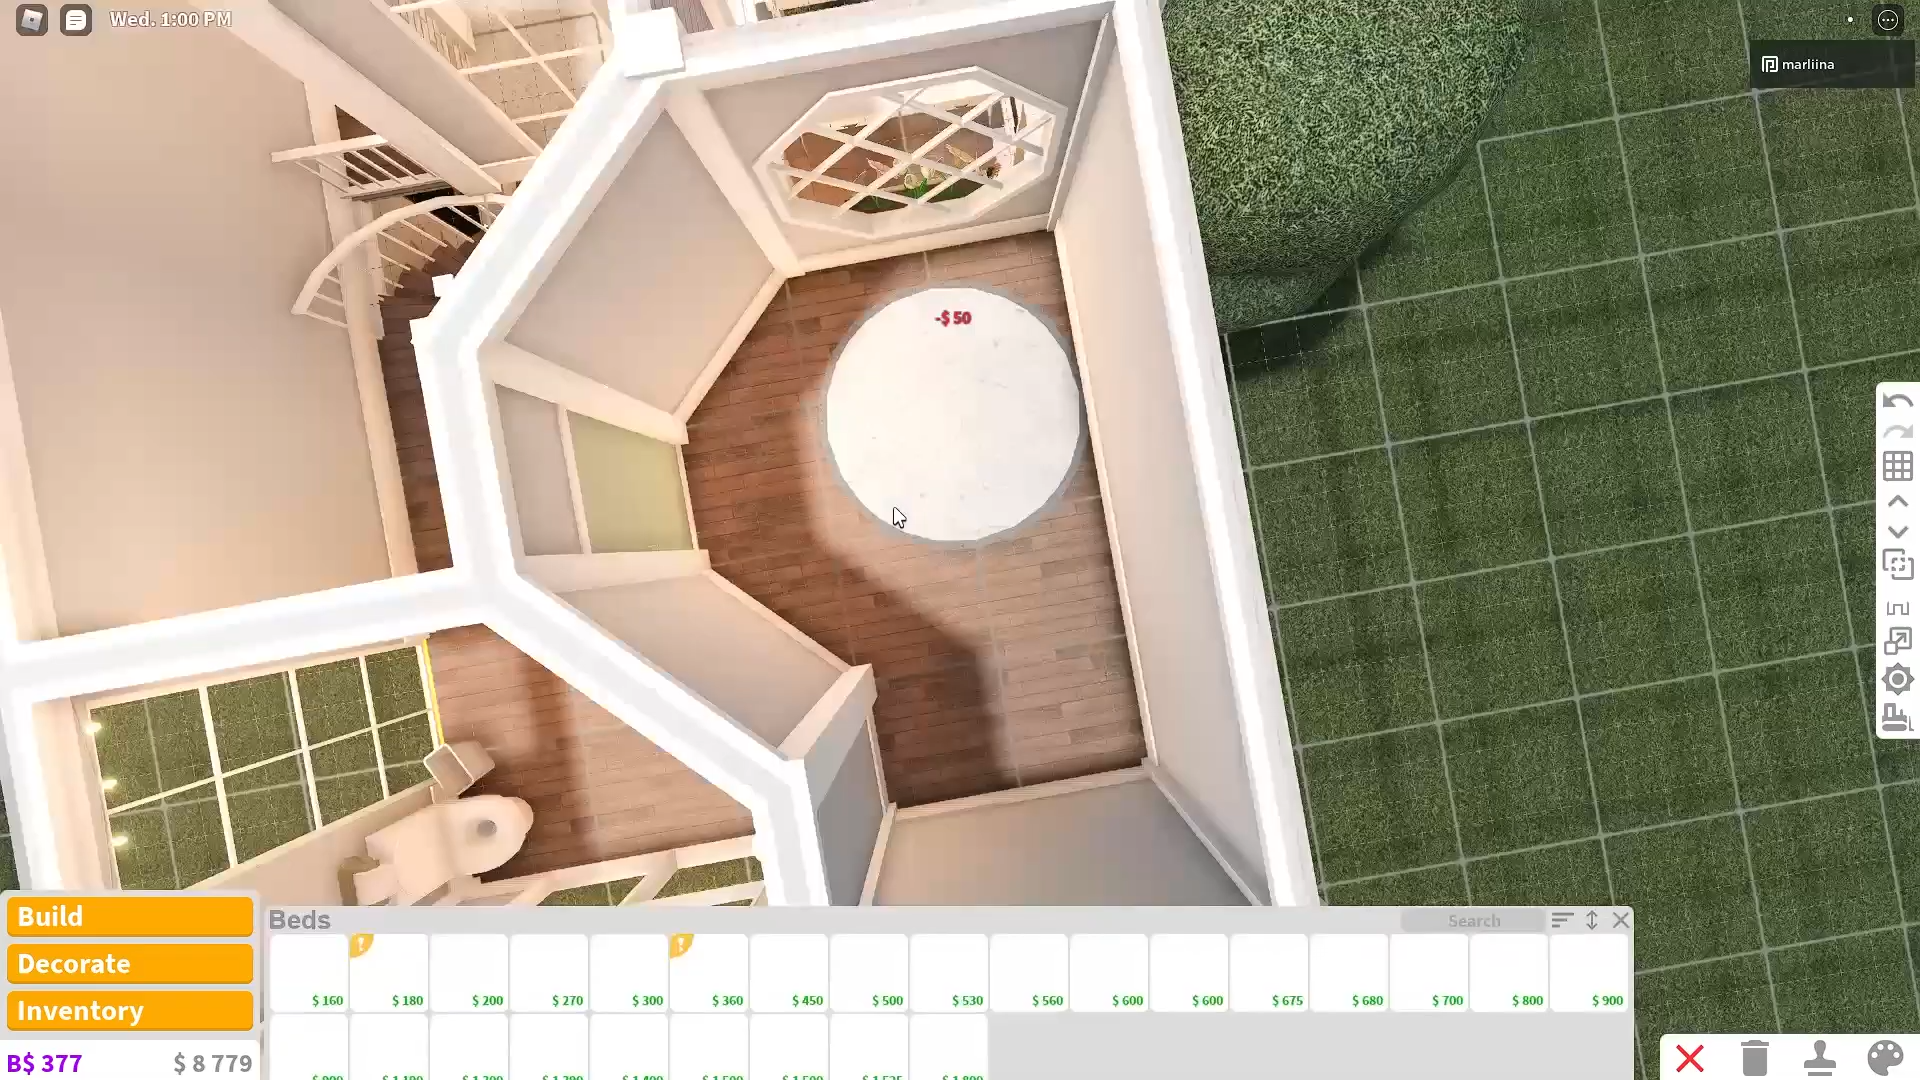 Wed. 1:00 PM
marliina
-$ 50
Build
Decorate
Inventory
B$ 377
$ 8 779
Beds
Search
$ 160
$ 180
$ 200
$ 270
$ 300
$ 360
$ 450
$ 500
$ 530
$ 560
$ 600
$ 600
$ 675
$ 680
$ 700
$ 800
$ 900